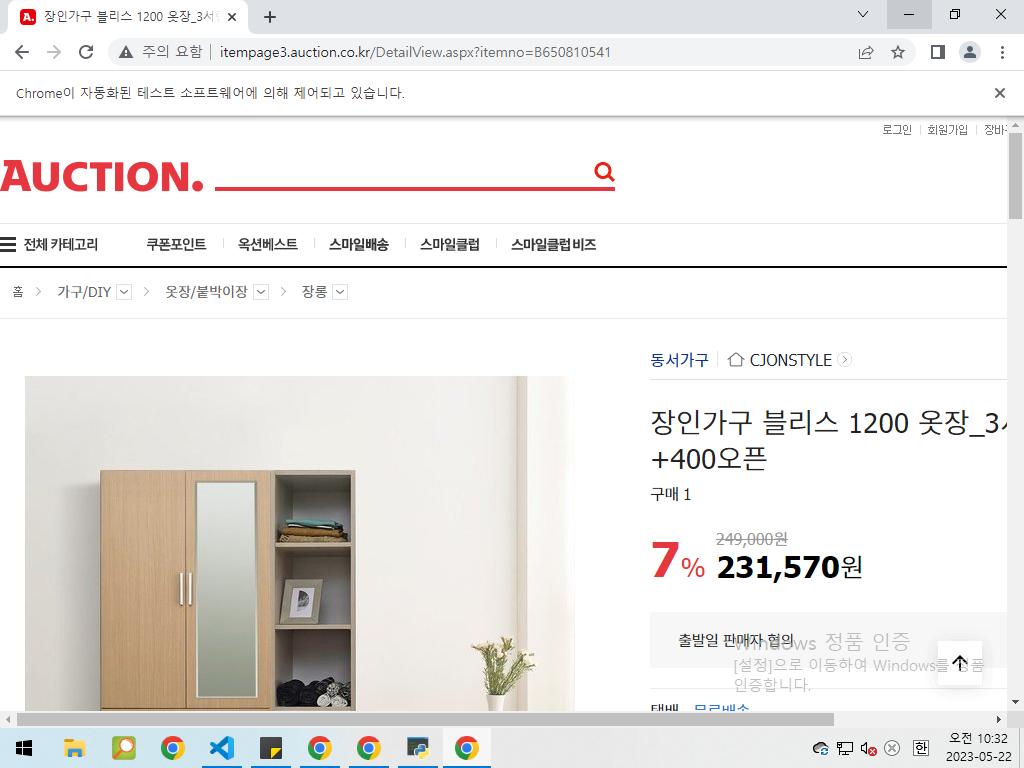 장인가구 블리스 1200 옷장_3서
주의 요함 itempage3.auction.co.kr/DetailView.aspx?itemno=B650810541
Chrome이 자동화된 테스트 소프트웨어에 의해 제어되고 있습니다.
로그인 회원가입 장바
AUCTION.
전체 카테고리 쿠폰포인트 옥션베스트 스마일배송 스마일클럽 스마일클럽 비즈
홈 가구/DIY 옷장/붙박이장 장롱
동서가구 CJONSTYLE
장인가구 블리스 1200 옷장_3서
+400오픈
구매 1
249,000원
7% 231,570원
출발일 판매자 협의
Windows 정품 인증
[설정]으로 이동하여 Windows를 정품
인증합니다.
택배 무료배송
한
오전 10:32
2023-05-22